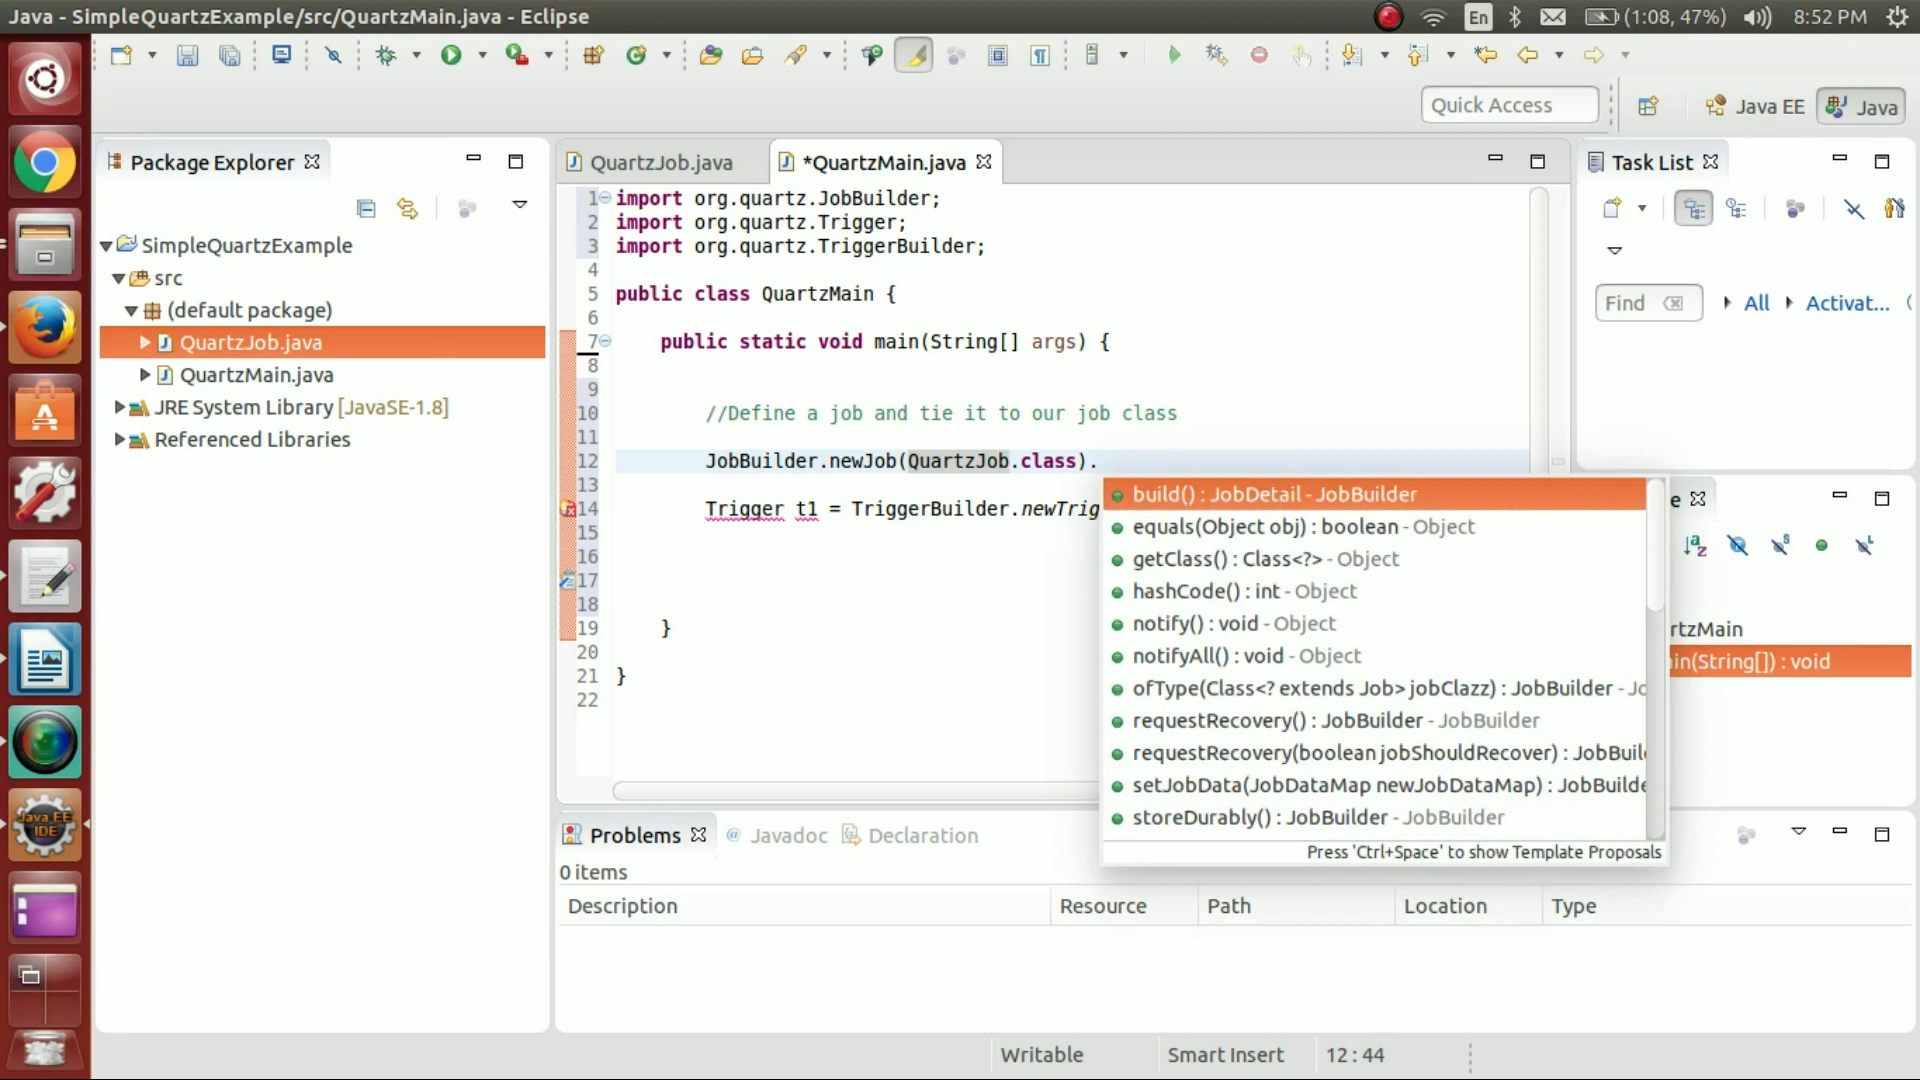 Java - SimpleQuartzExample/src/QuartzMain.java - Eclipse
En
(1:08, 47%)
8:52 PM
Quick Access
Java EE
Java
Package Explorer
SimpleQuartzExample
src
(default package)
QuartzJob.java
QuartzMain.java
JRE System Library [JavaSE-1.8]
Referenced Libraries
QuartzJob.java
*QuartzMain.java
1 import org.quartz.JobBuilder;
2 import org.quartz.Trigger;
3 import org.quartz.TriggerBuilder;
4
5 public class QuartzMain {
6
7 public static void main(String[] args) {
8
9
10 //Define a job and tie it to our job class
11
12 JobBuilder.newJob(QuartzJob.class).
13
14 Trigger t1 = TriggerBuilder.newTrig
15
16
17
18
19 }
20
21 }
22
build() : JobDetail - JobBuilder
equals(Object obj) : boolean - Object
getClass() : Class<?> - Object
hashCode() : int - Object
notify() : void - Object
notifyAll() : void - Object
ofType(Class<? extends Job> jobClazz) : JobBuilder - Jo
requestRecovery() : JobBuilder - JobBuilder
requestRecovery(boolean jobShouldRecover) : JobBuil
setJobData(JobDataMap newJobDataMap) : JobBuilde
storeDurably() : JobBuilder - JobBuilder
Press 'Ctrl+Space' to show Template Proposals
Task List
Find
All
Activat...
e
rtzMain
in(String[]) : void
Problems
@ Javadoc
Declaration
0 items
Description
Resource
Path
Location
Type
Writable
Smart Insert
12 : 44
Java EE
IDE